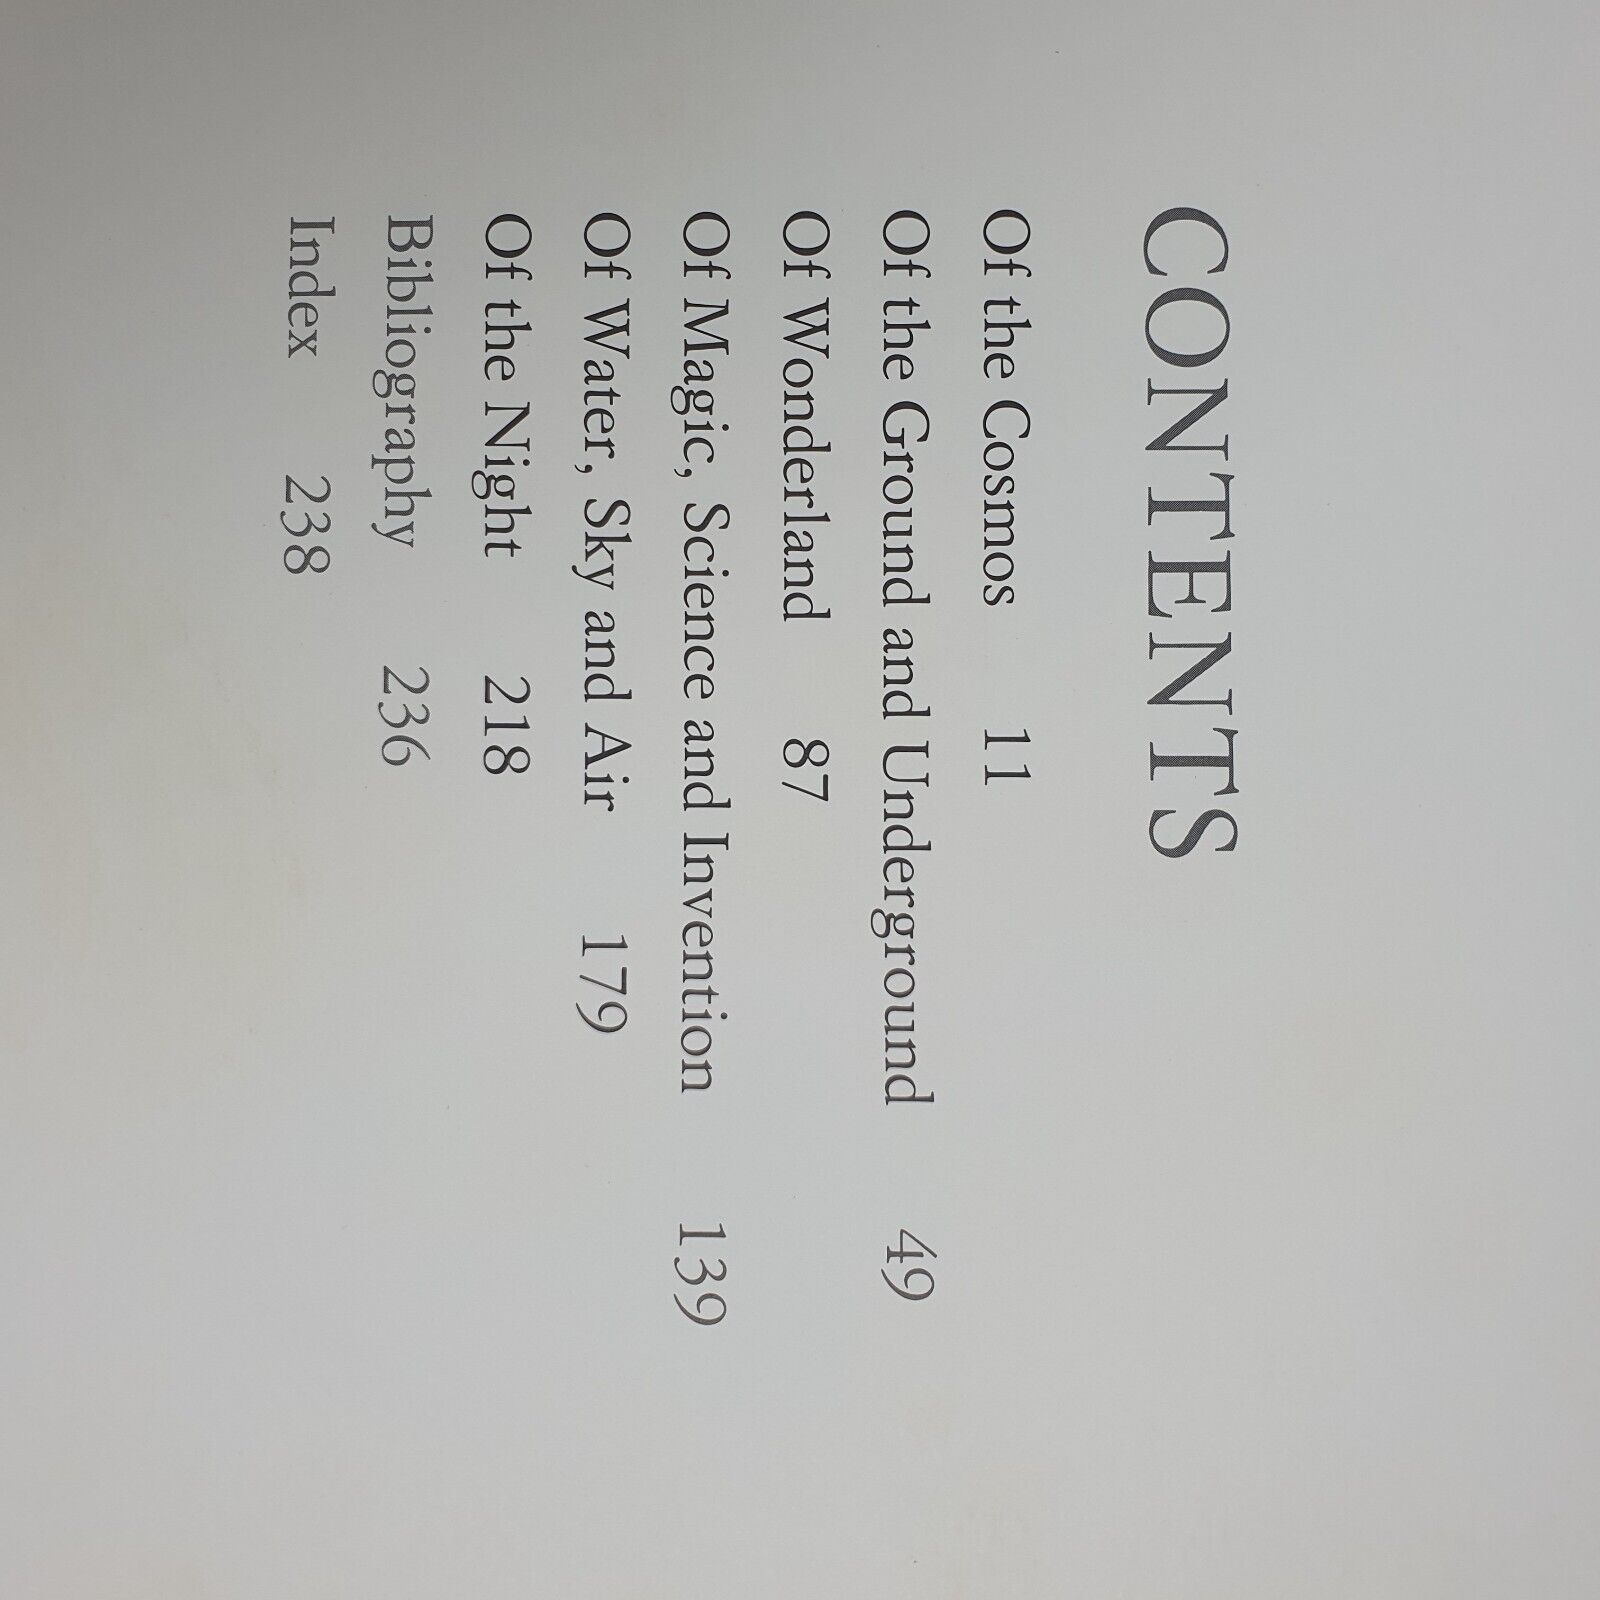 CONTENTS
Of the Cosmos 11
Of the Ground and Underground 49
Of Wonderland 87
Of Magic, Science and Invention 139
Of Water, Sky and Air 179
Of the Night 218
Bibliography 236
Index 238